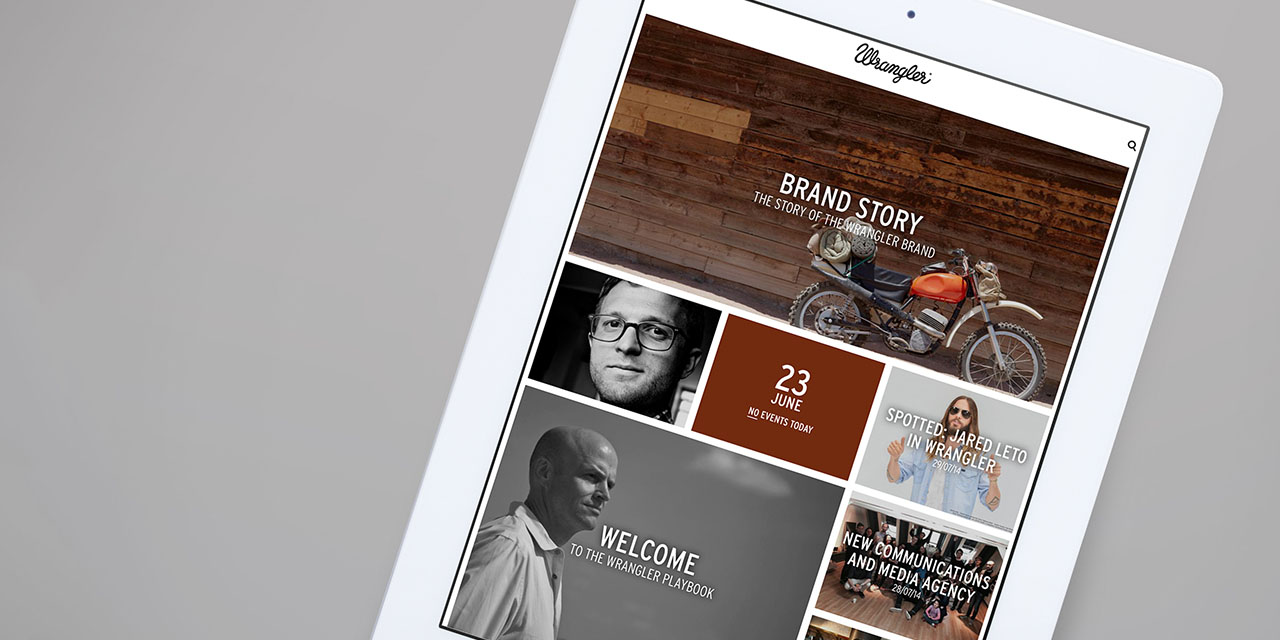 Wrangler
BRAND STORY
THE STORY OF THE WRANGLER BRAND
23
JUNE
NO EVENTS TODAY
SPOTTED: JARED LETO
IN WRANGLER
29/07/14
WELCOME
TO THE WRANGLER PLAYBOOK
NEW COMMUNICATIONS
AND MEDIA AGENCY
28/07/14